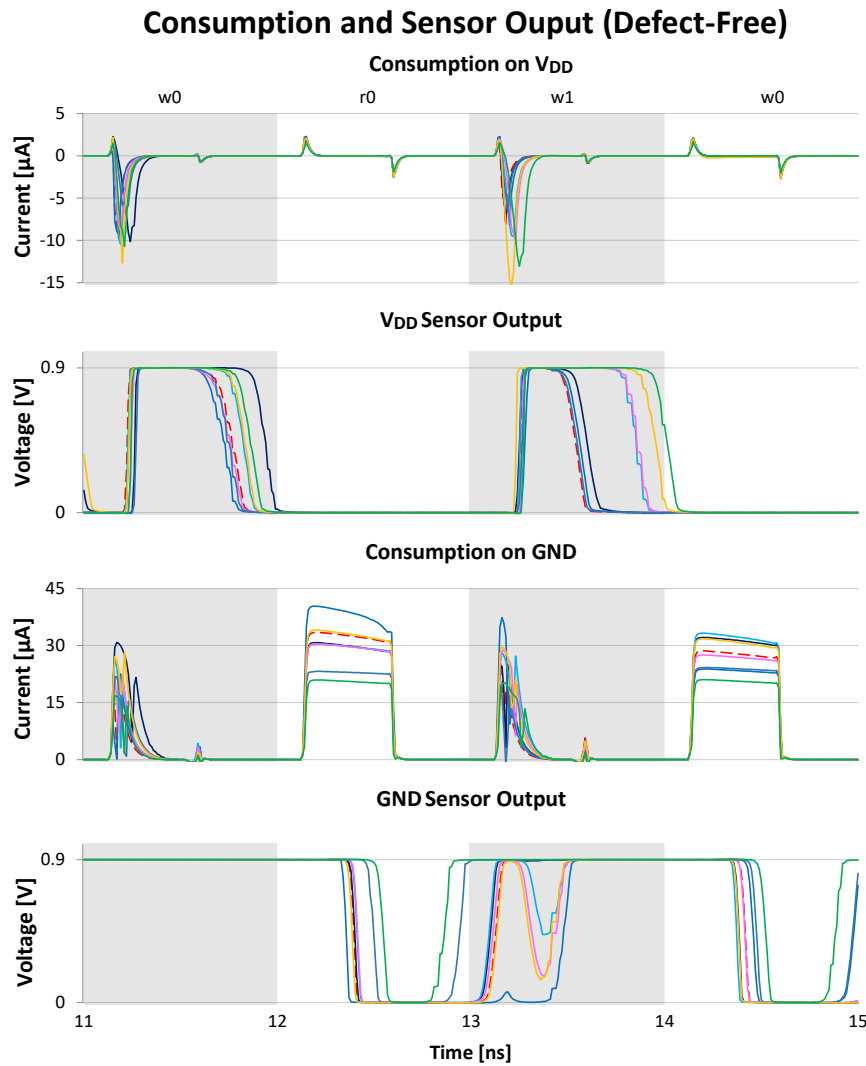 Consumption and Sensor Ouput (Defect-Free)
Consumption on VDD
w0 r0 w1 w0
Current [µA]
5
0
-5
-10
-15
VDD Sensor Output
Voltage [V]
0.9
0
Consumption on GND
Current [µA]
45
30
15
0
GND Sensor Output
Voltage [V]
0.9
0
11 12 13 14 15
Time [ns]